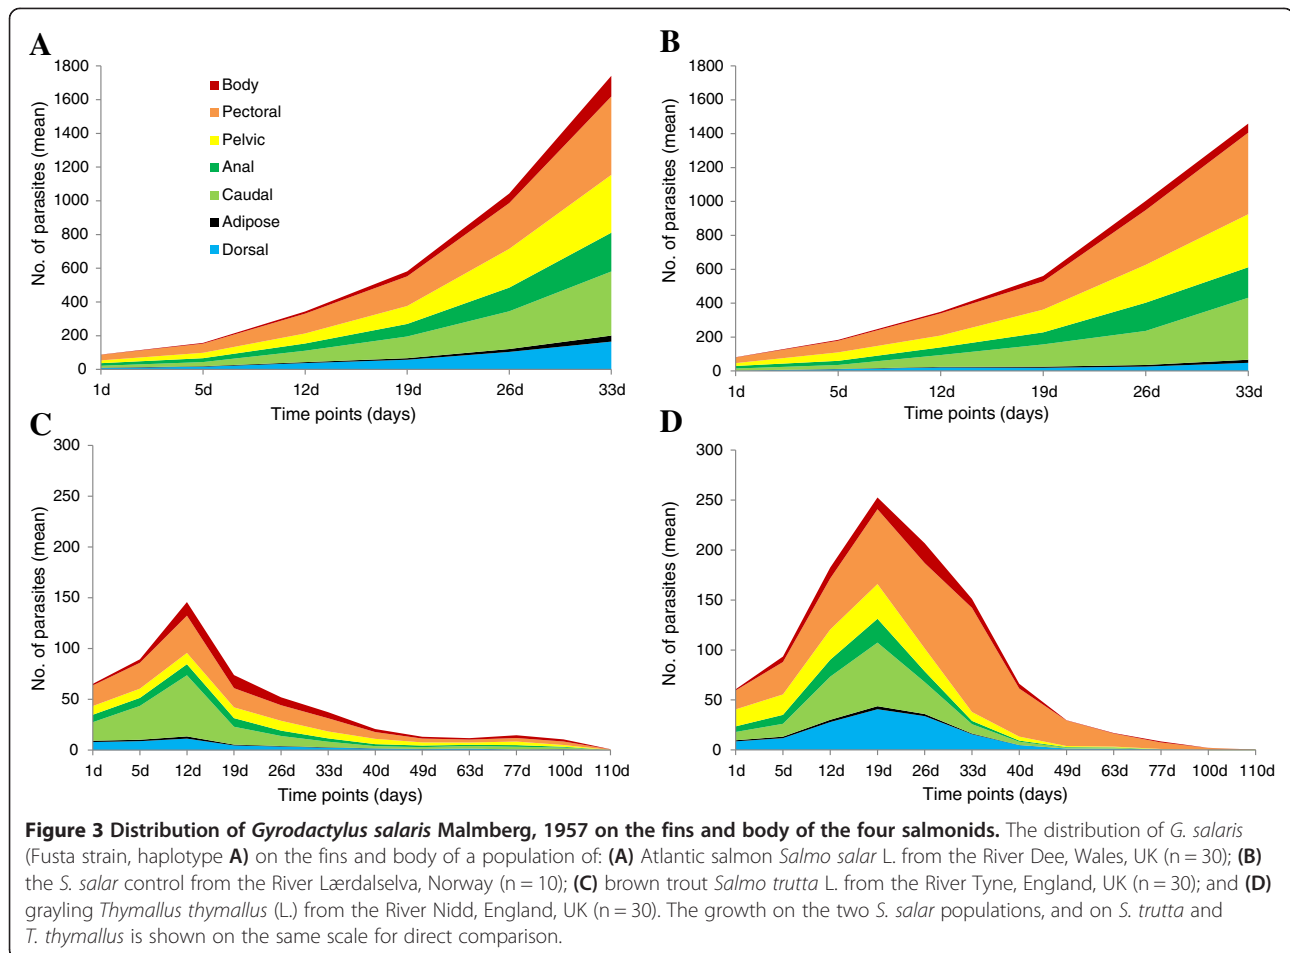 A
B
1800
1600
1400
1200
1000
800
600
400
200
0
No. of parasites (mean)
Body
Pectoral
Pelvic
Anal
Caudal
Adipose
Dorsal
1d 5d 12d 19d 26d 33d
Time points (days)
1800
1600
1400
1200
1000
800
600
400
200
0
No. of parasites (mean)
1d 5d 12d 19d 26d 33d
Time points (days)
C
D
300
250
200
150
100
50
0
No. of parasites (mean)
1d 5d 12d 19d 26d 33d 40d 49d 63d 77d 100d 110d
Time points (days)
300
250
200
150
100
50
0
No. of parasites (mean)
1d 5d 12d 19d 26d 33d 40d 49d 63d 77d 100d 110d
Time points (days)
Figure 3 Distribution of Gyrodactylus salaris Malmberg, 1957 on the fins and body of the four salmonids. The distribution of G. salaris
(Fusta strain, haplotype A) on the fins and body of a population of: (A) Atlantic salmon Salmo salar L. from the River Dee, Wales, UK (n = 30); (B)
the S. salar control from the River Lærdalselva, Norway (n = 10); (C) brown trout Salmo trutta L. from the River Tyne, England, UK (n = 30); and (D)
grayling Thymallus thymallus (L.) from the River Nidd, England, UK (n = 30). The growth on the two S. salar populations, and on S. trutta and
T. thymallus is shown on the same scale for direct comparison.